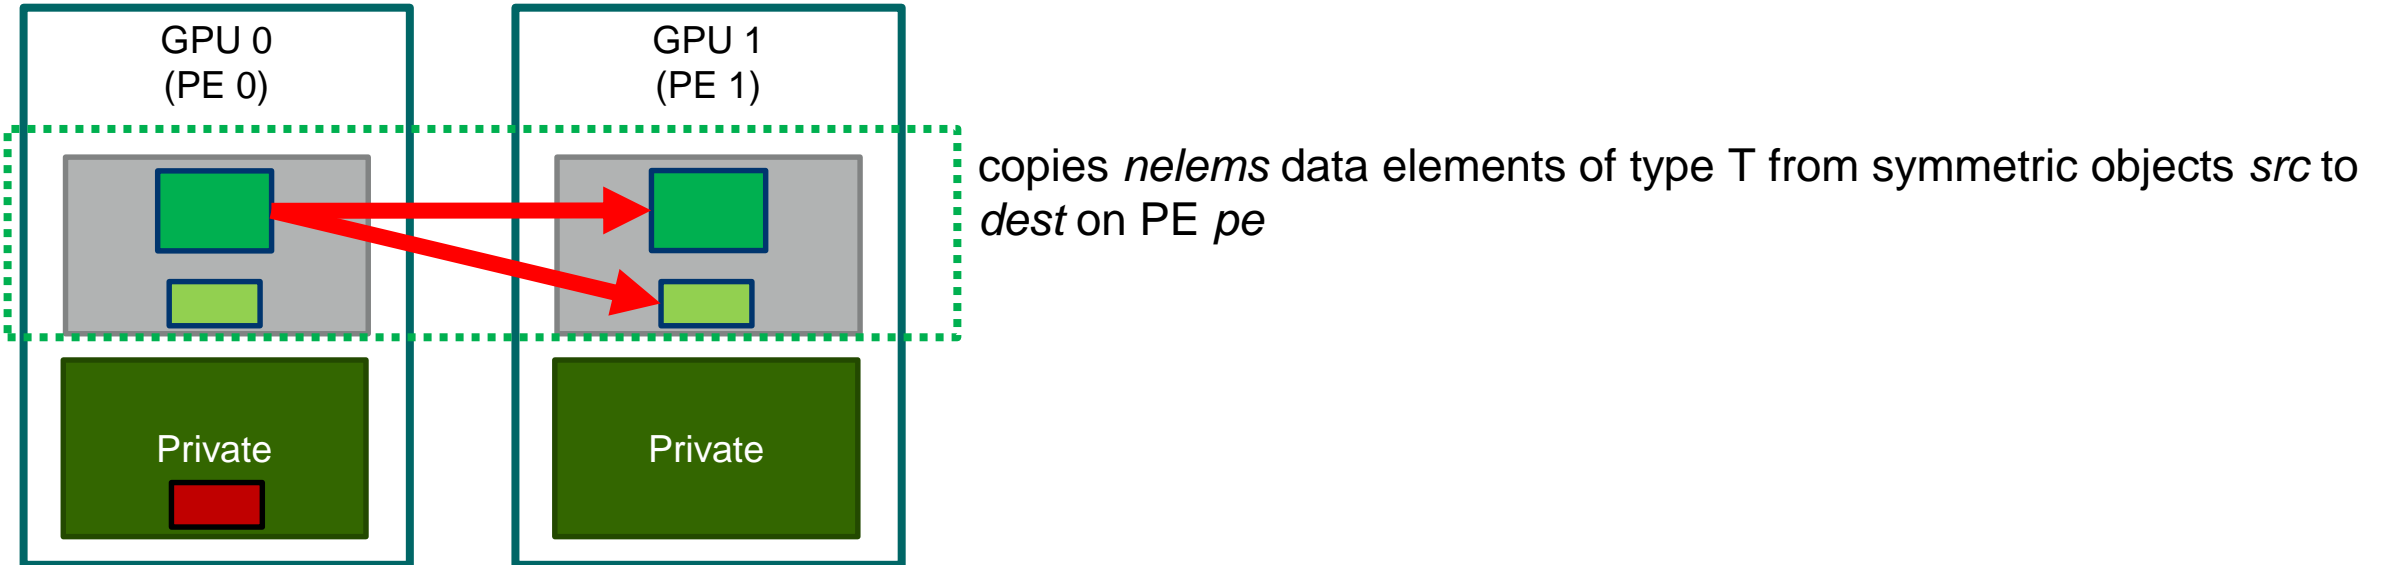 GPU 0
(PE 0)
GPU 1
(PE 1)
copies nelems data elements of type T from symmetric objects src to
dest on PE pe
Private
Private